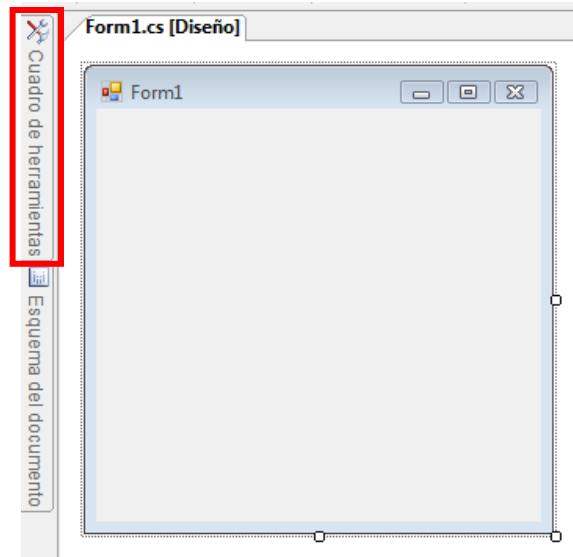 Form1.cs [Diseño]
Cuadro de herramientas
Form1
Esquema del documento